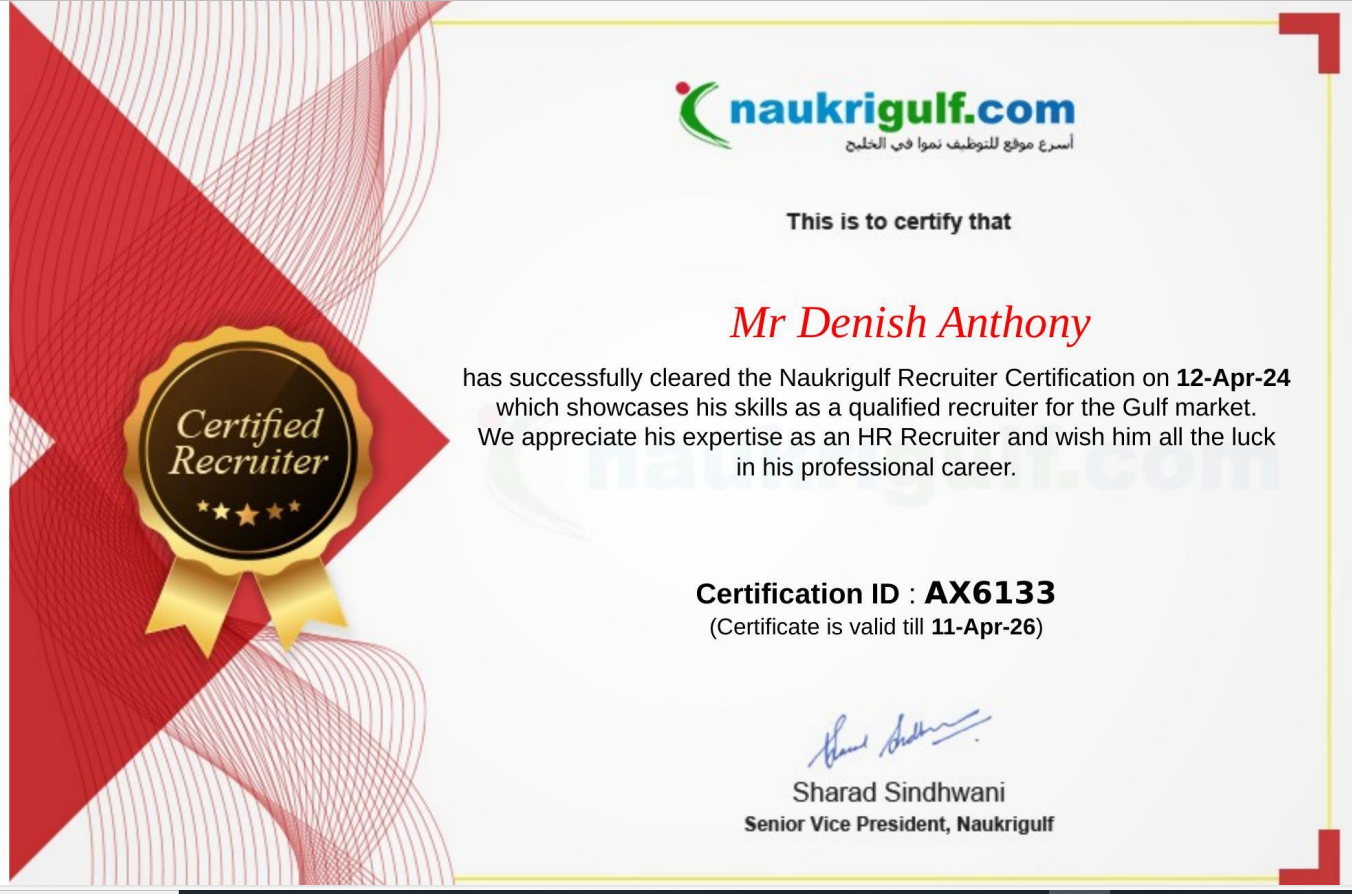 naukrigulf.com
أسرع موقع للتوظيف نموا في الخليج
This is to certify that
Mr Denish Anthony
has successfully cleared the Naukrigulf Recruiter Certification on 12-Apr-24
which showcases his skills as a qualified recruiter for the Gulf market.
We appreciate his expertise as an HR Recruiter and wish him all the luck
in his professional career.
naukrigulf.com
Certified
Recruiter
Certification ID : AX6133
(Certificate is valid till 11-Apr-26)
Sharad Sindhwani
Senior Vice President, Naukrigulf